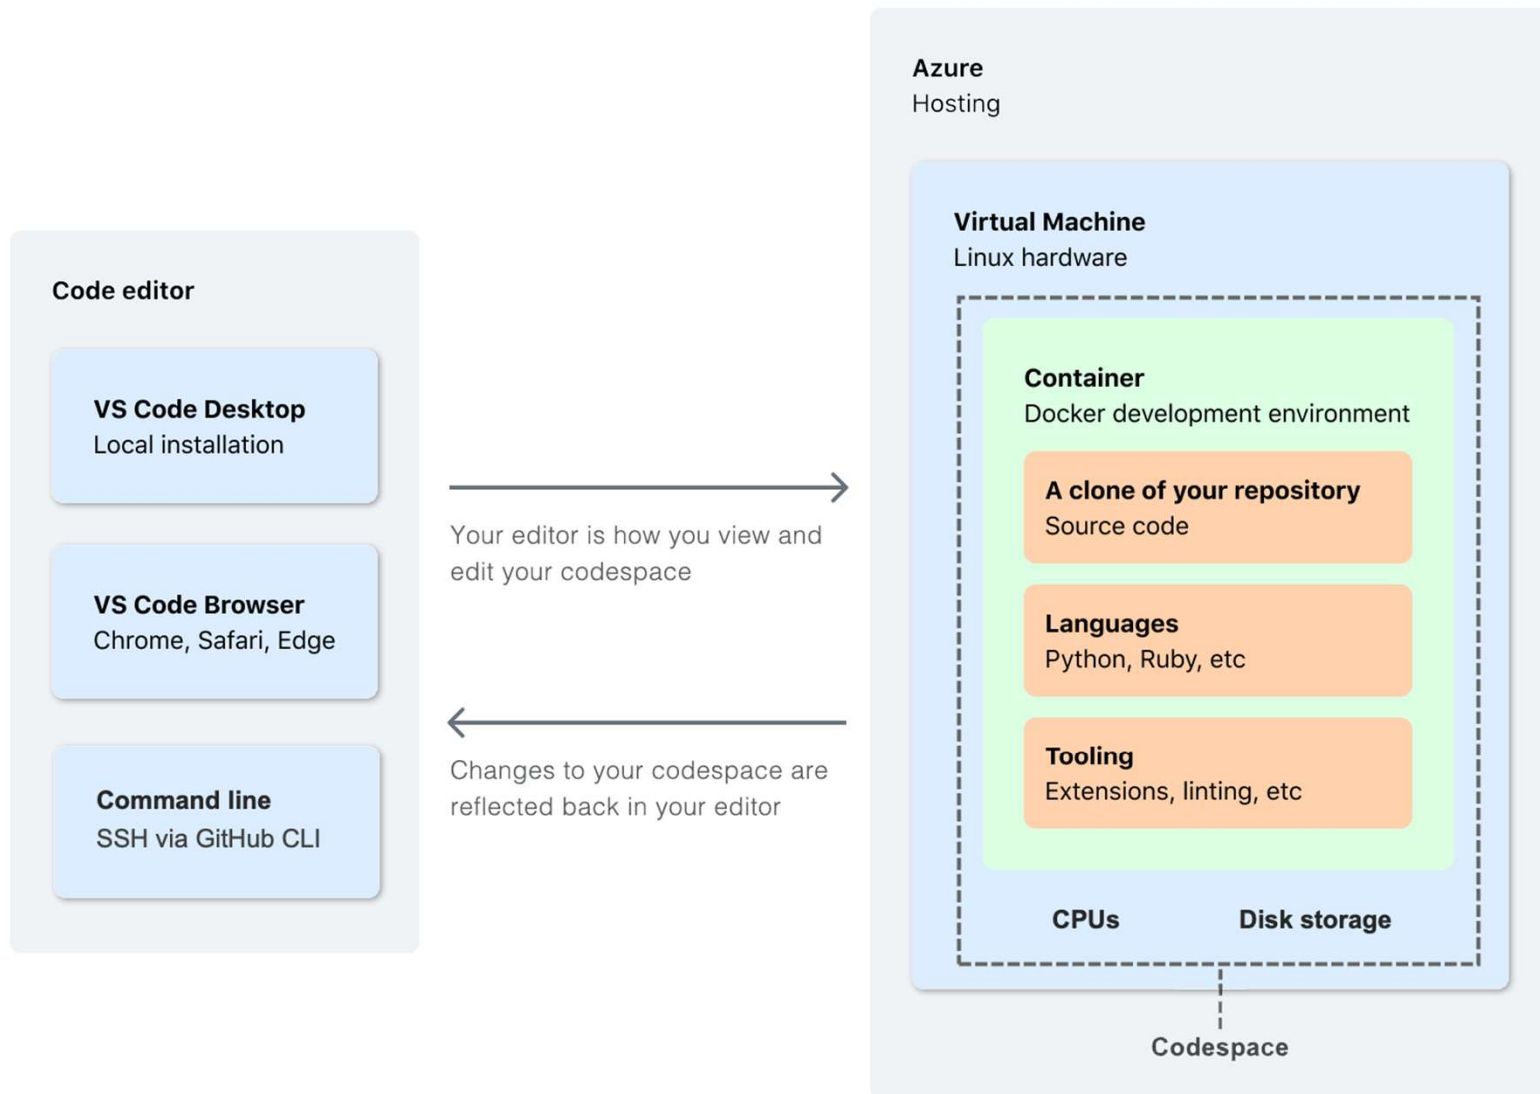 Code editor
VS Code Desktop
Local installation
VS Code Browser
Chrome, Safari, Edge
Command line
SSH via GitHub CLI
Your editor is how you view and
edit your codespace
Changes to your codespace are
reflected back in your editor
Azure
Hosting
Virtual Machine
Linux hardware
Container
Docker development environment
A clone of your repository
Source code
Languages
Python, Ruby, etc
Tooling
Extensions, linting, etc
CPUs
Disk storage
Codespace